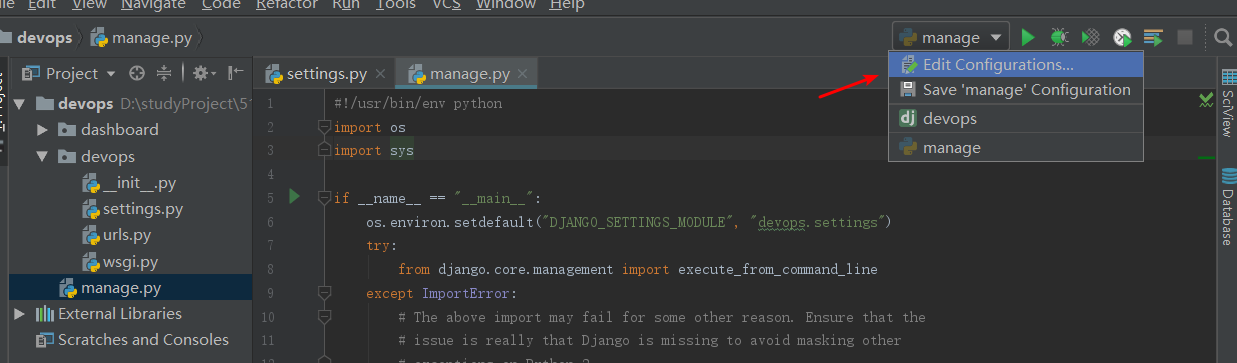 File Edit View Navigate Code Refactor Run Tools VCS Window Help
devops manage.py
manage
Project
settings.py manage.py
Edit Configurations...
Save 'manage' Configuration
devops
manage
devops D:\studyProject\5
dashboard
devops
__init__.py
settings.py
urls.py
wsgi.py
manage.py
External Libraries
Scratches and Consoles
1 #!/usr/bin/env python
2 import os
3 import sys
4
5 if __name__ == "__main__":
6 os.environ.setdefault("DJANGO_SETTINGS_MODULE", "devops.settings")
7 try:
8 from django.core.management import execute_from_command_line
9 except ImportError:
10 # The above import may fail for some other reason. Ensure that the
11 # issue is really that Django is missing to avoid masking other
SciView
Database